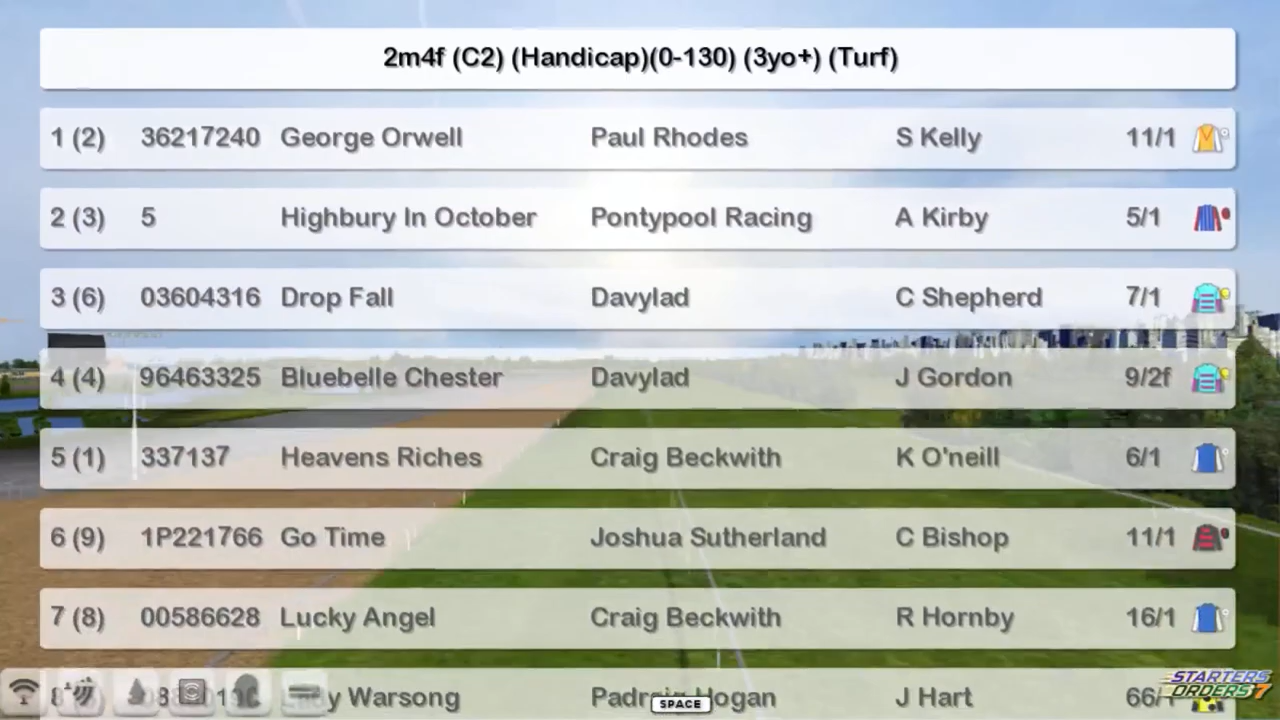 2m4f (C2) (Handicap)(0-130) (3yo+) (Turf)
1 (2) 36217240 George Orwell Paul Rhodes S Kelly 11/1
2 (3) 5 Highbury In October Pontypool Racing A Kirby 5/1
3 (6) 03604316 Drop Fall Davylad C Shepherd 7/1
4 (4) 96463325 Bluebelle Chester Davylad J Gordon 9/2f
5 (1) 337137 Heavens Riches Craig Beckwith K O'neill 6/1
6 (9) 1P221766 Go Time Joshua Sutherland C Bishop 11/1
7 (8) 00586628 Lucky Angel Craig Beckwith R Hornby 16/1
8 Warsong Hogan J Hart
SPACE
STARTERS
ORDERS 7